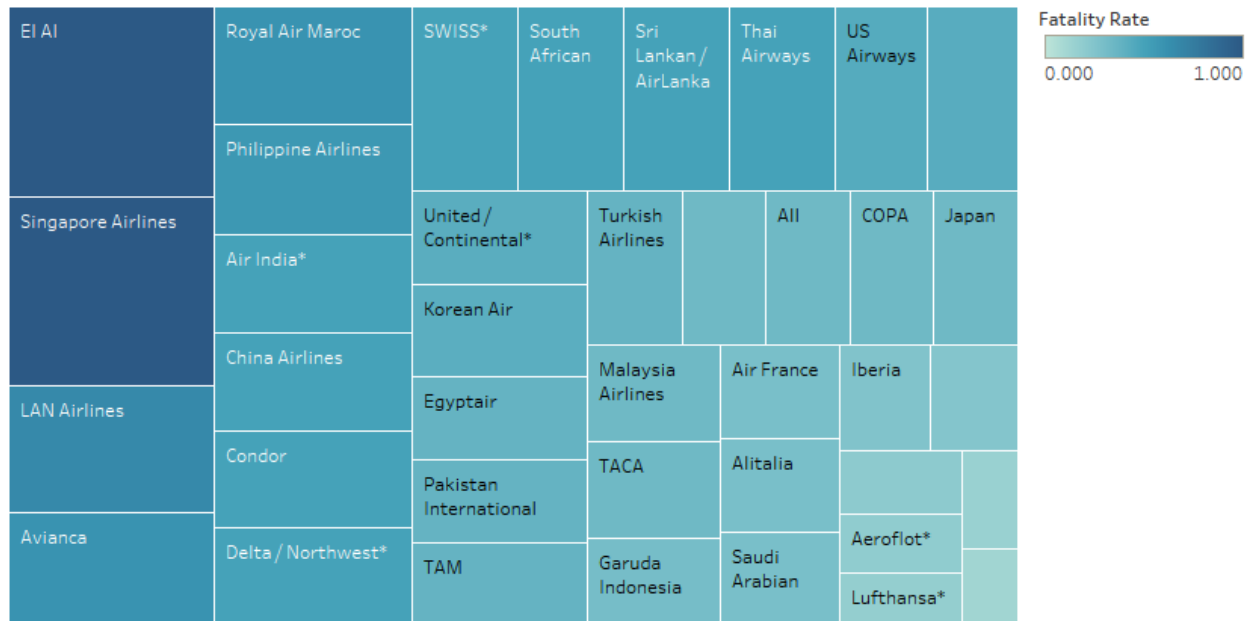 El Al
Singapore Airlines
LAN Airlines
Avianca
Royal Air Maroc
Philippine Airlines
Air India*
China Airlines
Condor
Delta / Northwest*
SWISS*
South
African
Sri
Lankan /
AirLanka
Thai
Airways
US
Airways
United /
Continental*
Korean Air
Egyptair
Pakistan
International
TAM
Turkish
Airlines
All
COPA
Japan
Malaysia
Airlines
TACA
Garuda
Indonesia
Air France
Alitalia
Saudi
Arabian
Iberia
Aeroflot*
Lufthansa*
Fatality Rate
0.000 1.000